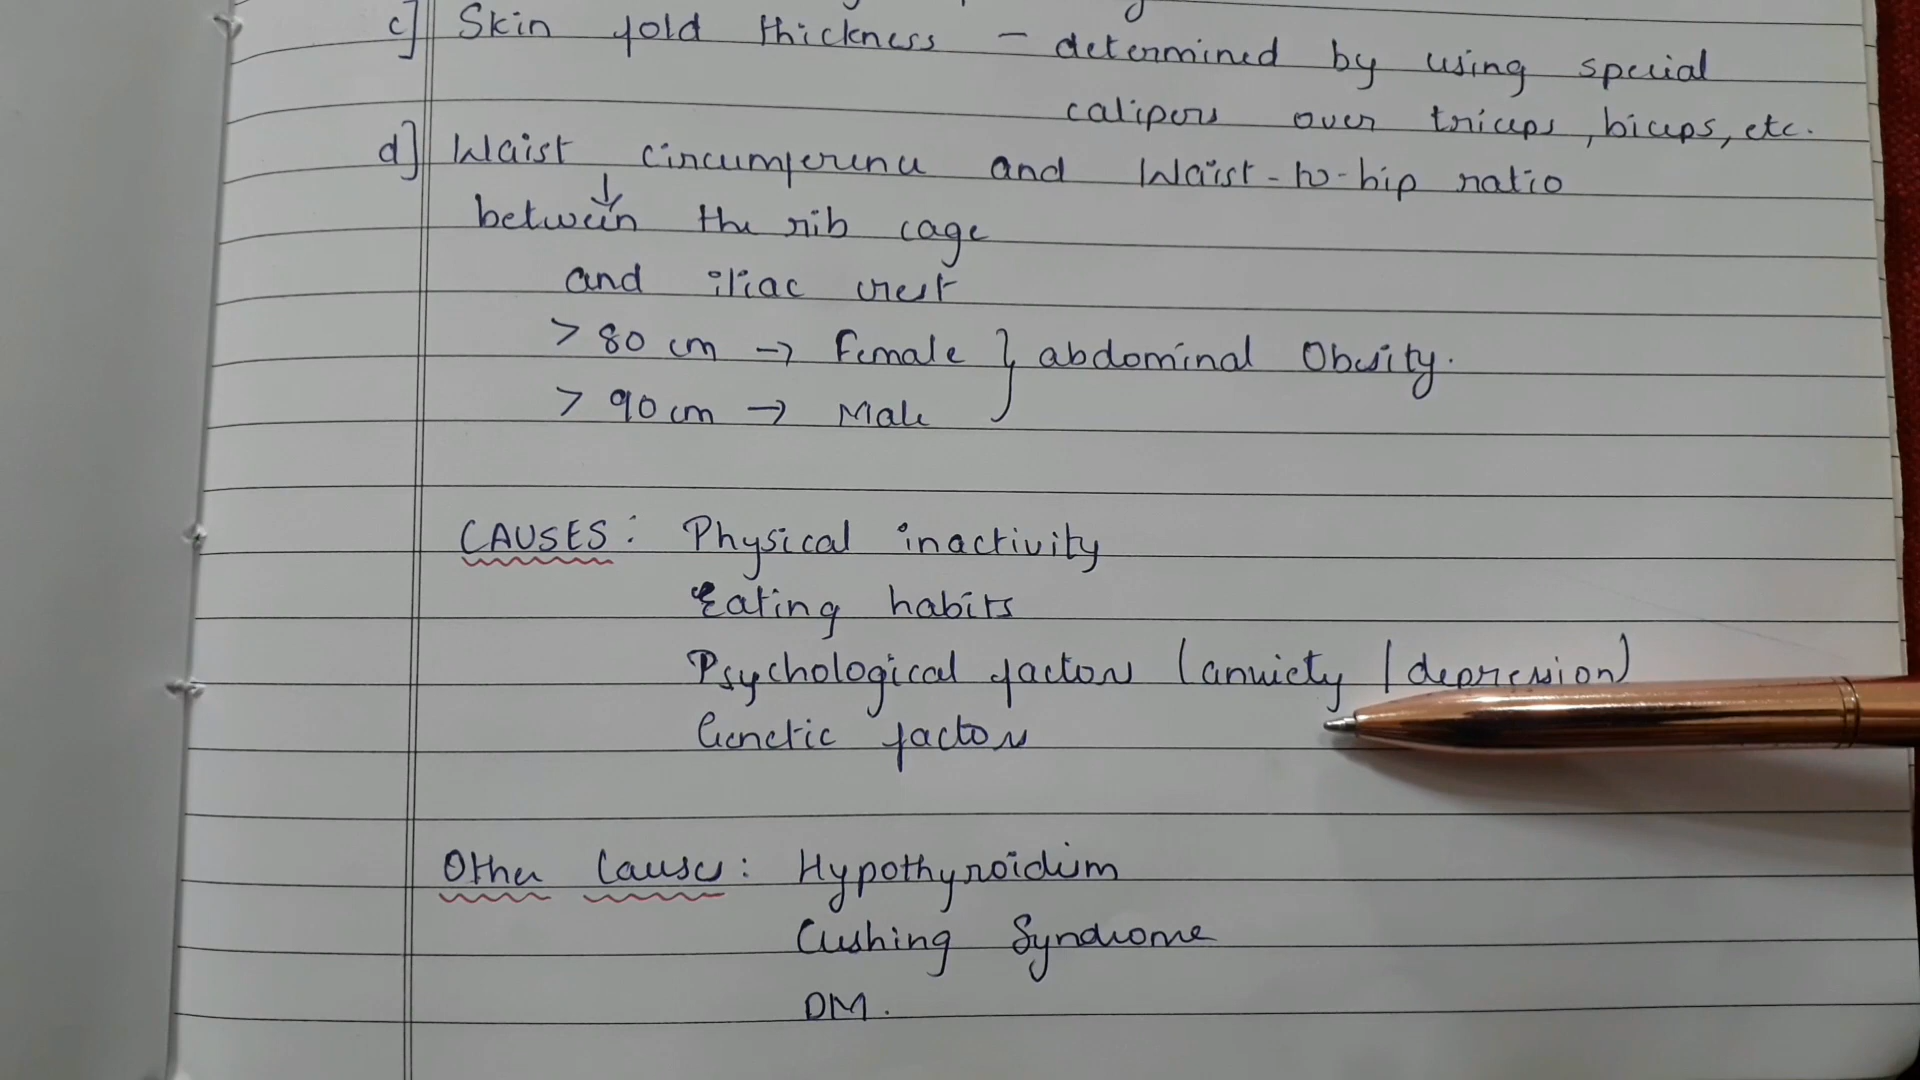 c] Skin fold thickness - determined by using special
calipers over triceps, biceps, etc.
d] Waist circumference and Waist-to-hip ratio
↓
between the rib cage
and iliac crest
> 80 cm → Female } abdominal Obesity.
> 90 cm → Male
CAUSES: Physical inactivity
Eating habits
Psychological factors (anxiety / depression)
Genetic factors
Other Causes: Hypothyroidism
Cushing Syndrome
DM.